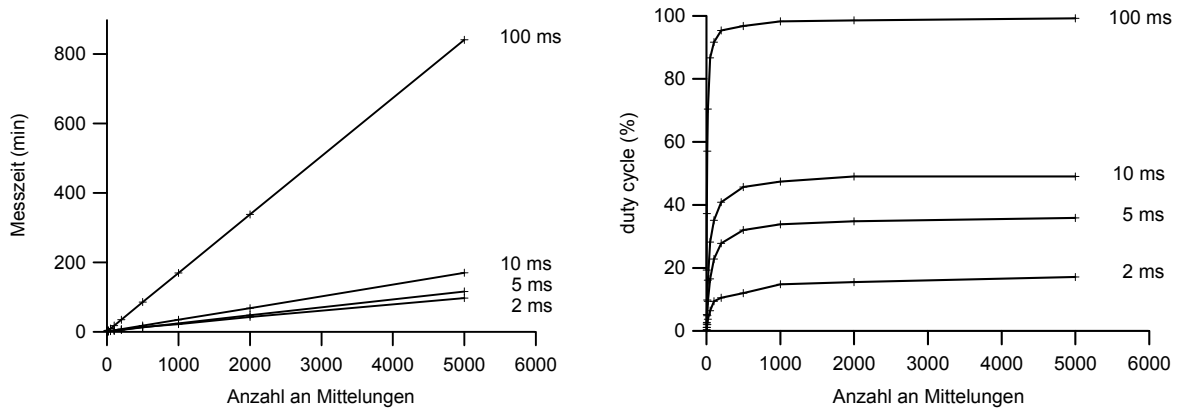 Messzeit (min)
800
600
400
200
0
0 1000 2000 3000 4000 5000 6000
Anzahl an Mittelungen
100 ms
10 ms
5 ms
2 ms
duty cycle (%)
100
80
60
40
20
0
0 1000 2000 3000 4000 5000 6000
Anzahl an Mittelungen
100 ms
10 ms
5 ms
2 ms